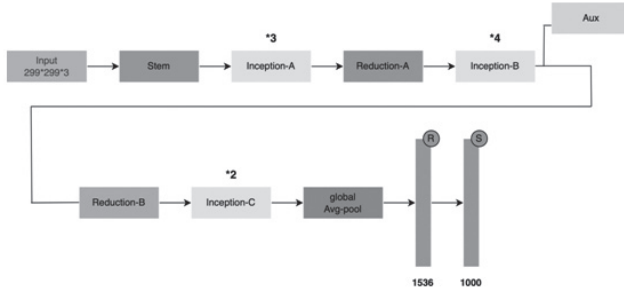 Aux
*3
*4
Input
299*299*3
Stem
Inception-A
Reduction-A
Inception-B
*2
R
S
Reduction-B
Inception-C
global
Avg-pool
1536
1000